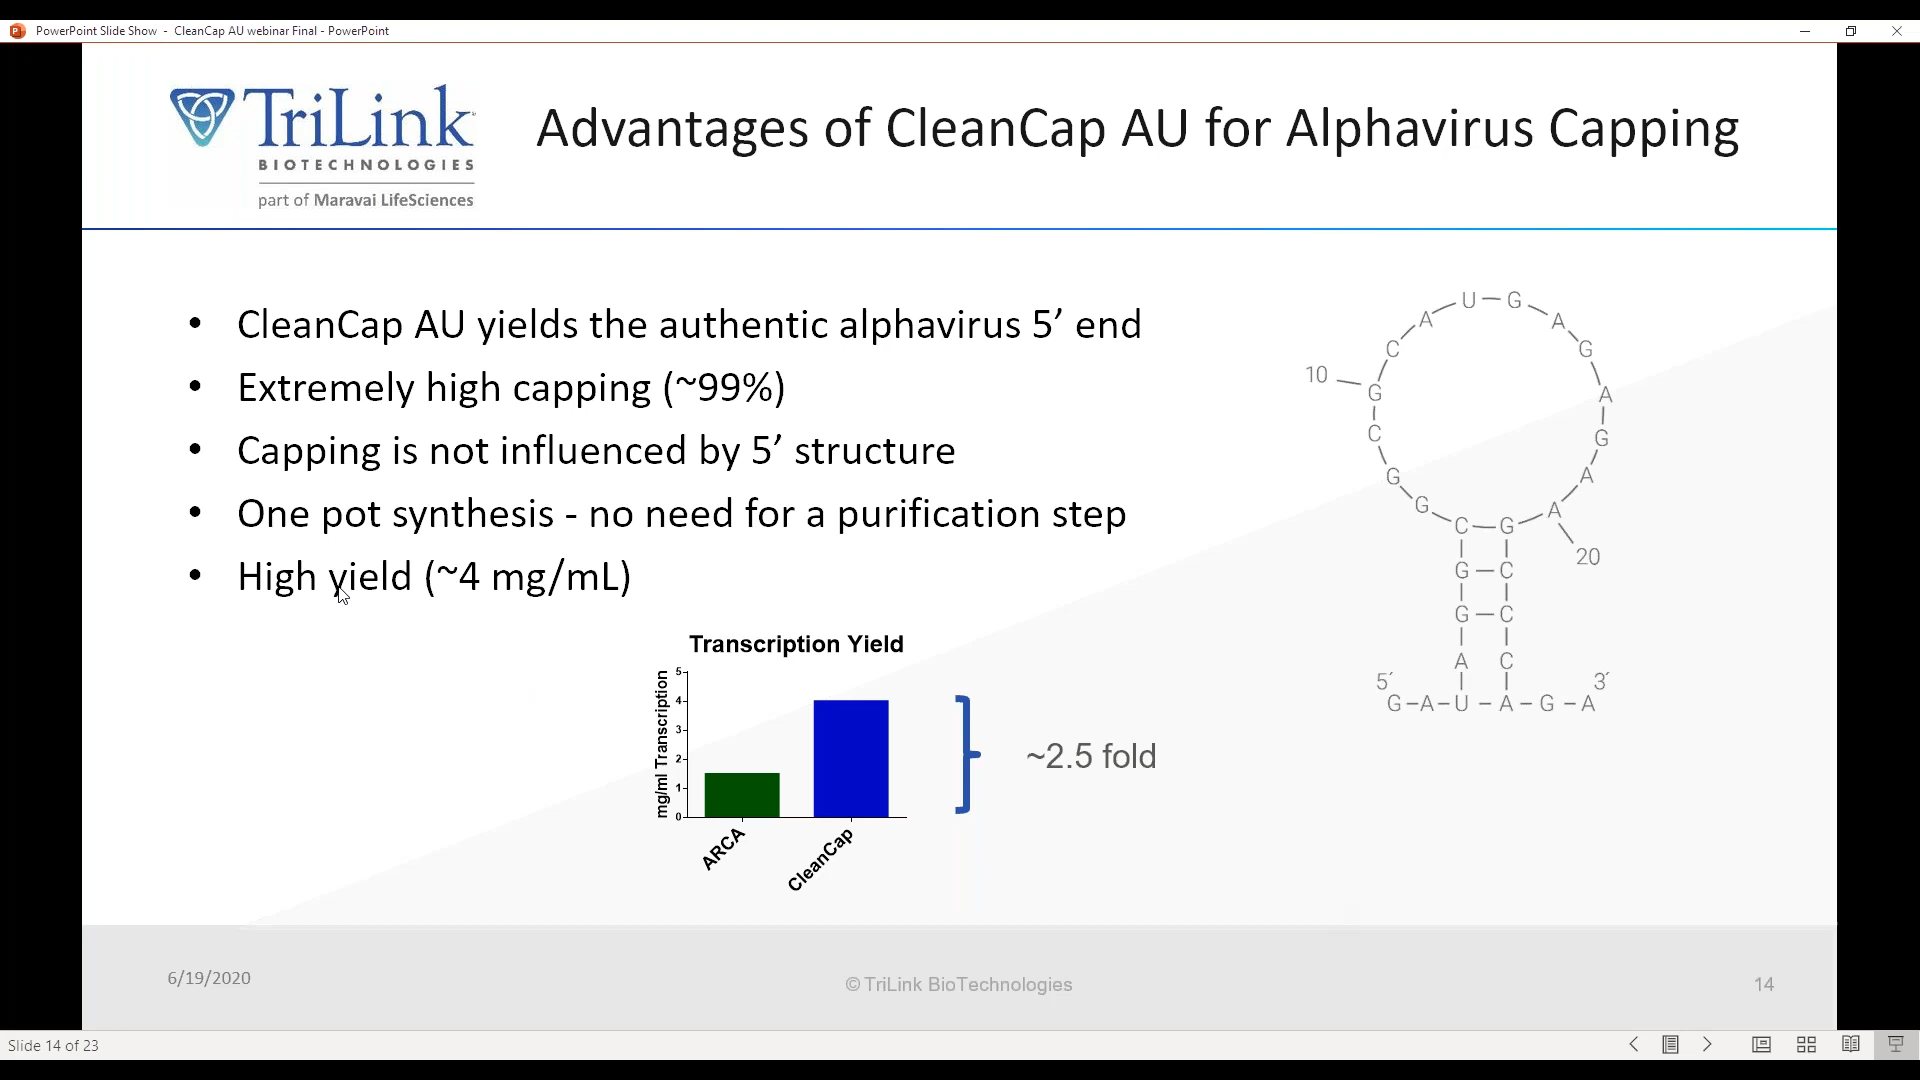 PowerPoint Slide Show - CleanCap AU webinar Final - PowerPoint
TriLink
BIOTECHNOLOGIES
part of Maravai LifeSciences
Advantages of CleanCap AU for Alphavirus Capping
• CleanCap AU yields the authentic alphavirus 5’ end
• Extremely high capping (~99%)
• Capping is not influenced by 5’ structure
• One pot synthesis - no need for a purification step
• High yield (~4 mg/mL)
U G
A A
C G
10 G A
C G
G A
G A
C G
20
G C
G C
A C
5´ 3´
G A U A G A
Transcription Yield
mg/ml Transcription
5
4
3
2
1
0
ARCA
CleanCap
~2.5 fold
6/19/2020
© TriLink BioTechnologies
14
Slide 14 of 23